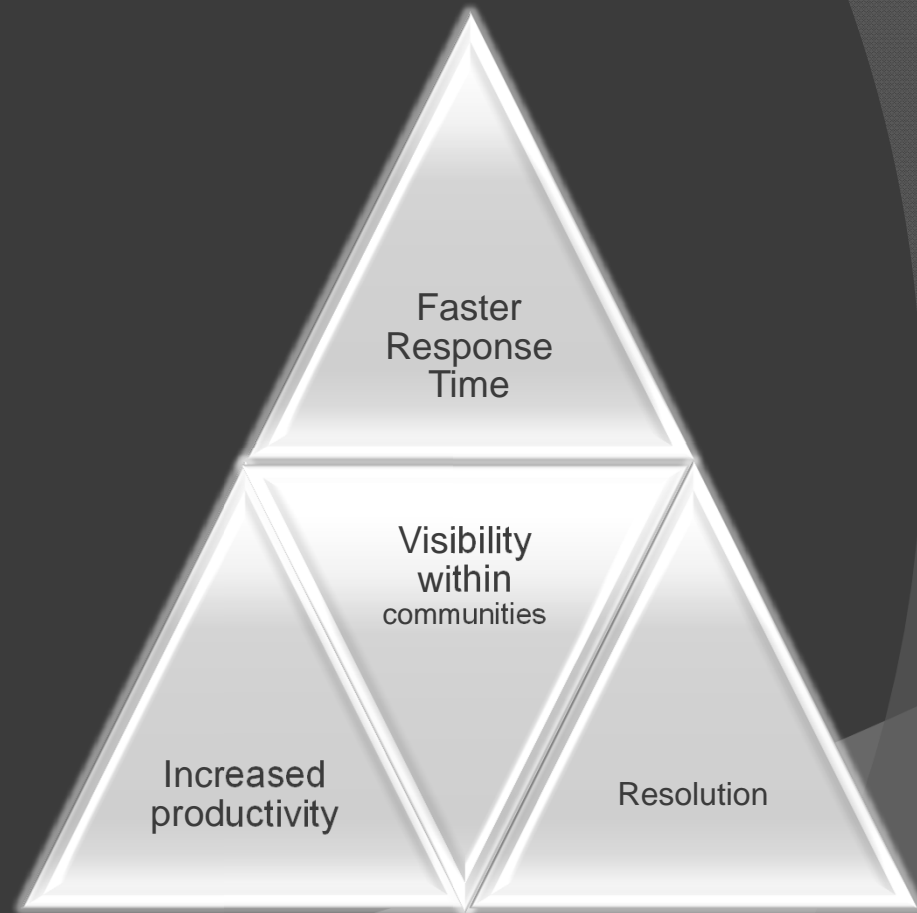 Faster
Response
Time
Visibility
within
communities
Increased
productivity
Resolution